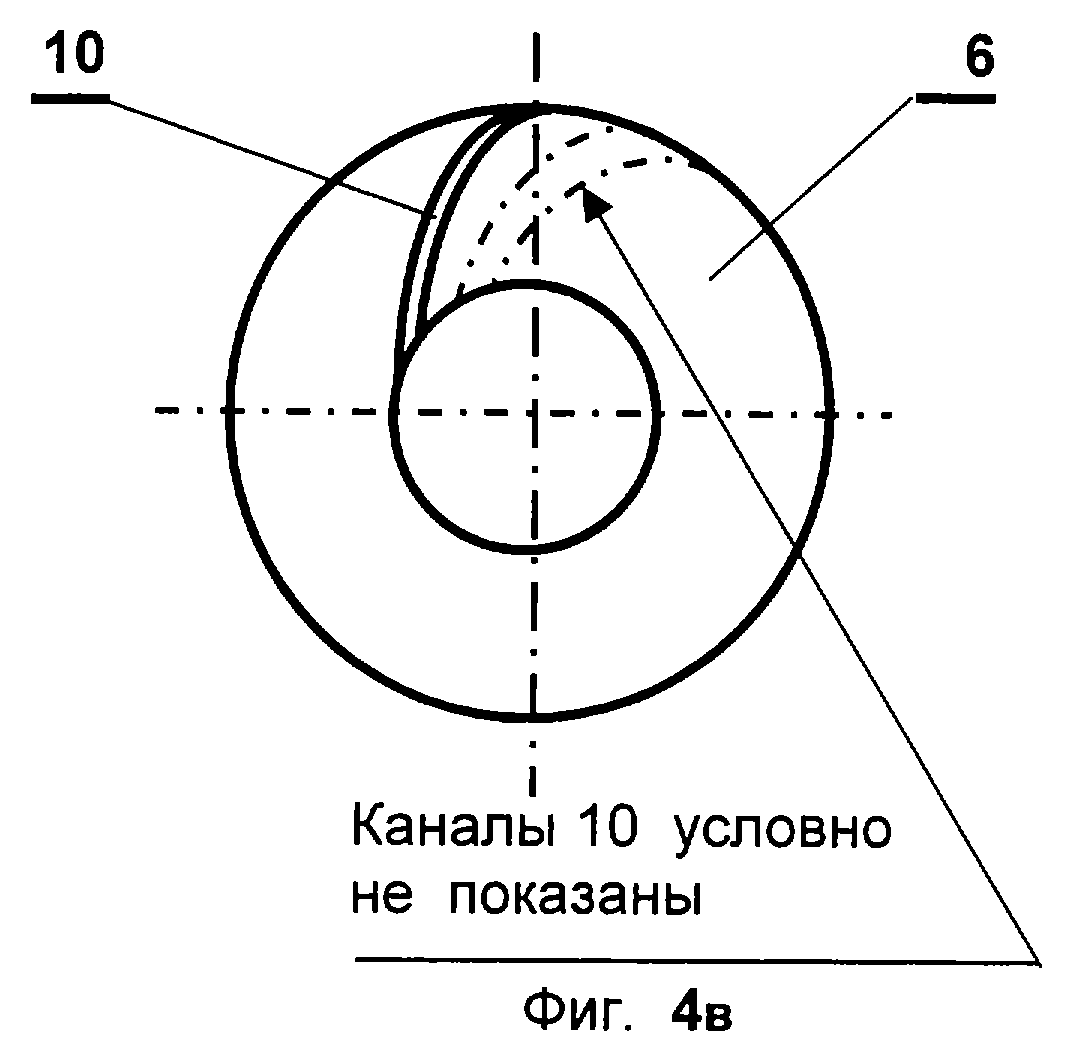 10
6
Каналы 10 условно
не показаны
Фиг. 4в